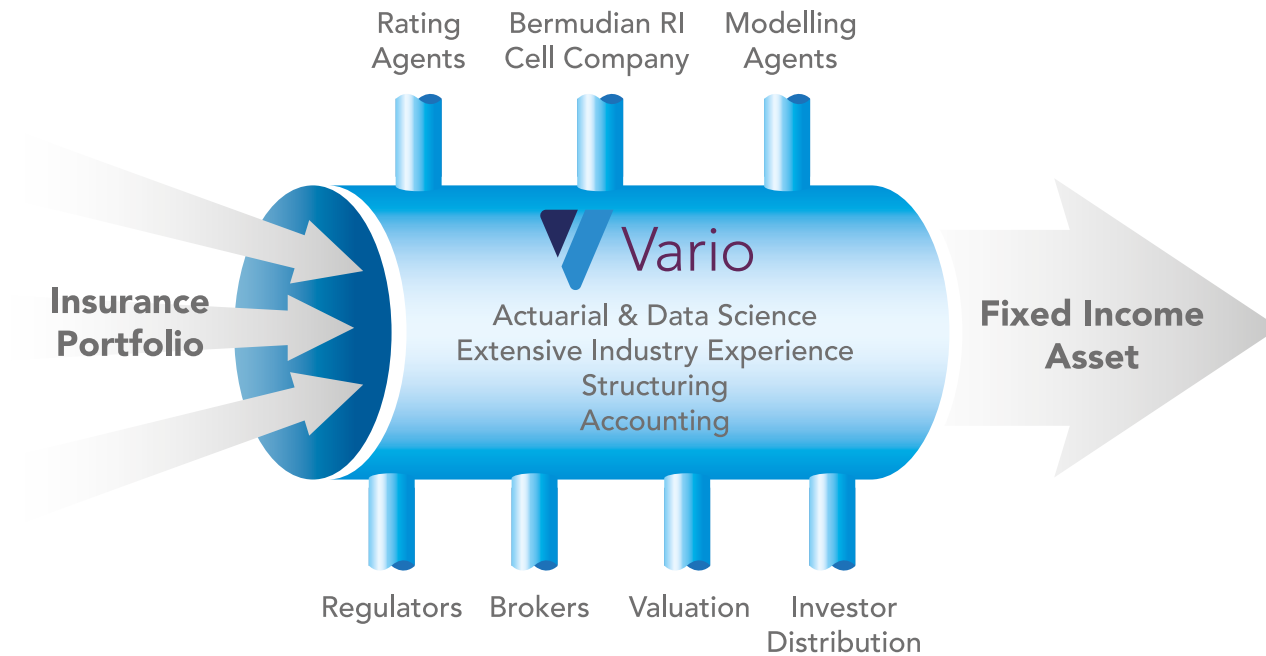 Rating
Agents
Bermudian RI
Cell Company
Modelling
Agents
Vario
Insurance
Portfolio
Actuarial & Data Science
Extensive Industry Experience
Structuring
Accounting
Fixed Income
Asset
Regulators
Brokers
Valuation
Investor
Distribution